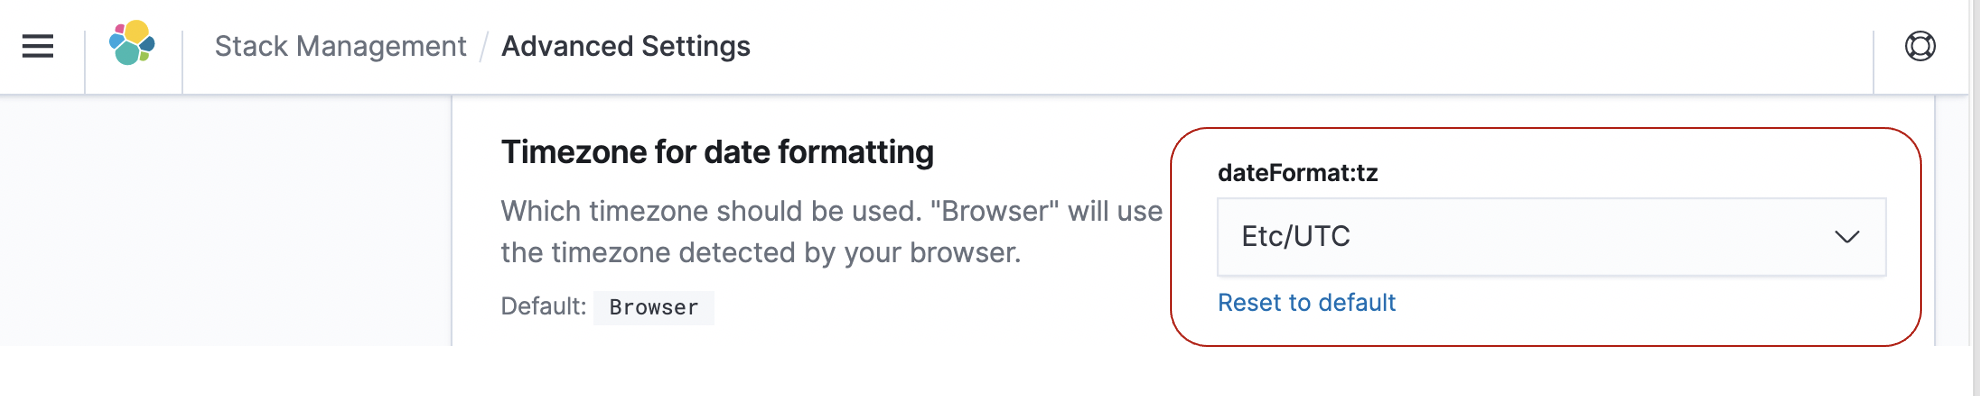 Stack Management / Advanced Settings
Timezone for date formatting
Which timezone should be used. "Browser" will use
the timezone detected by your browser.
Default: Browser
dateFormat:tz
Etc/UTC
Reset to default